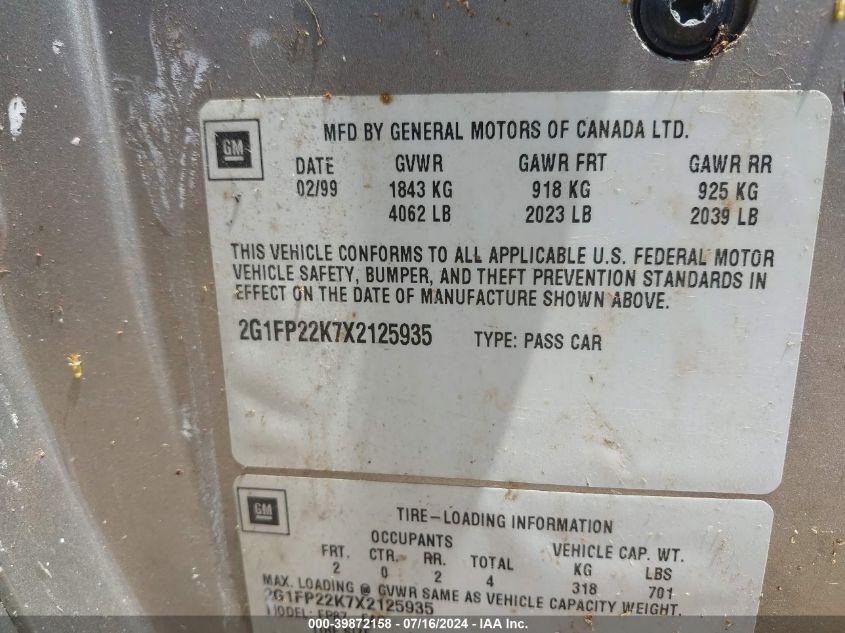 GM
MFD BY GENERAL MOTORS OF CANADA LTD.
DATE GVWR GAWR FRT GAWR RR
02/99 1843 KG 918 KG 925 KG
4062 LB 2023 LB 2039 LB
THIS VEHICLE CONFORMS TO ALL APPLICABLE U.S. FEDERAL MOTOR
VEHICLE SAFETY, BUMPER, AND THEFT PREVENTION STANDARDS IN
EFFECT ON THE DATE OF MANUFACTURE SHOWN ABOVE.
2G1FP22K7X2125935 TYPE: PASS CAR
GM
TIRE-LOADING INFORMATION
OCCUPANTS VEHICLE CAP. WT.
FRT. CTR. RR. TOTAL KG LBS
2 0 2 4 318 701
MAX. LOADING @ GVWR SAME AS VEHICLE CAPACITY WEIGHT.
2G1FP22K7X2125935
MODEL: FP87
39872158 - 07/16/2024 - IAA Inc.